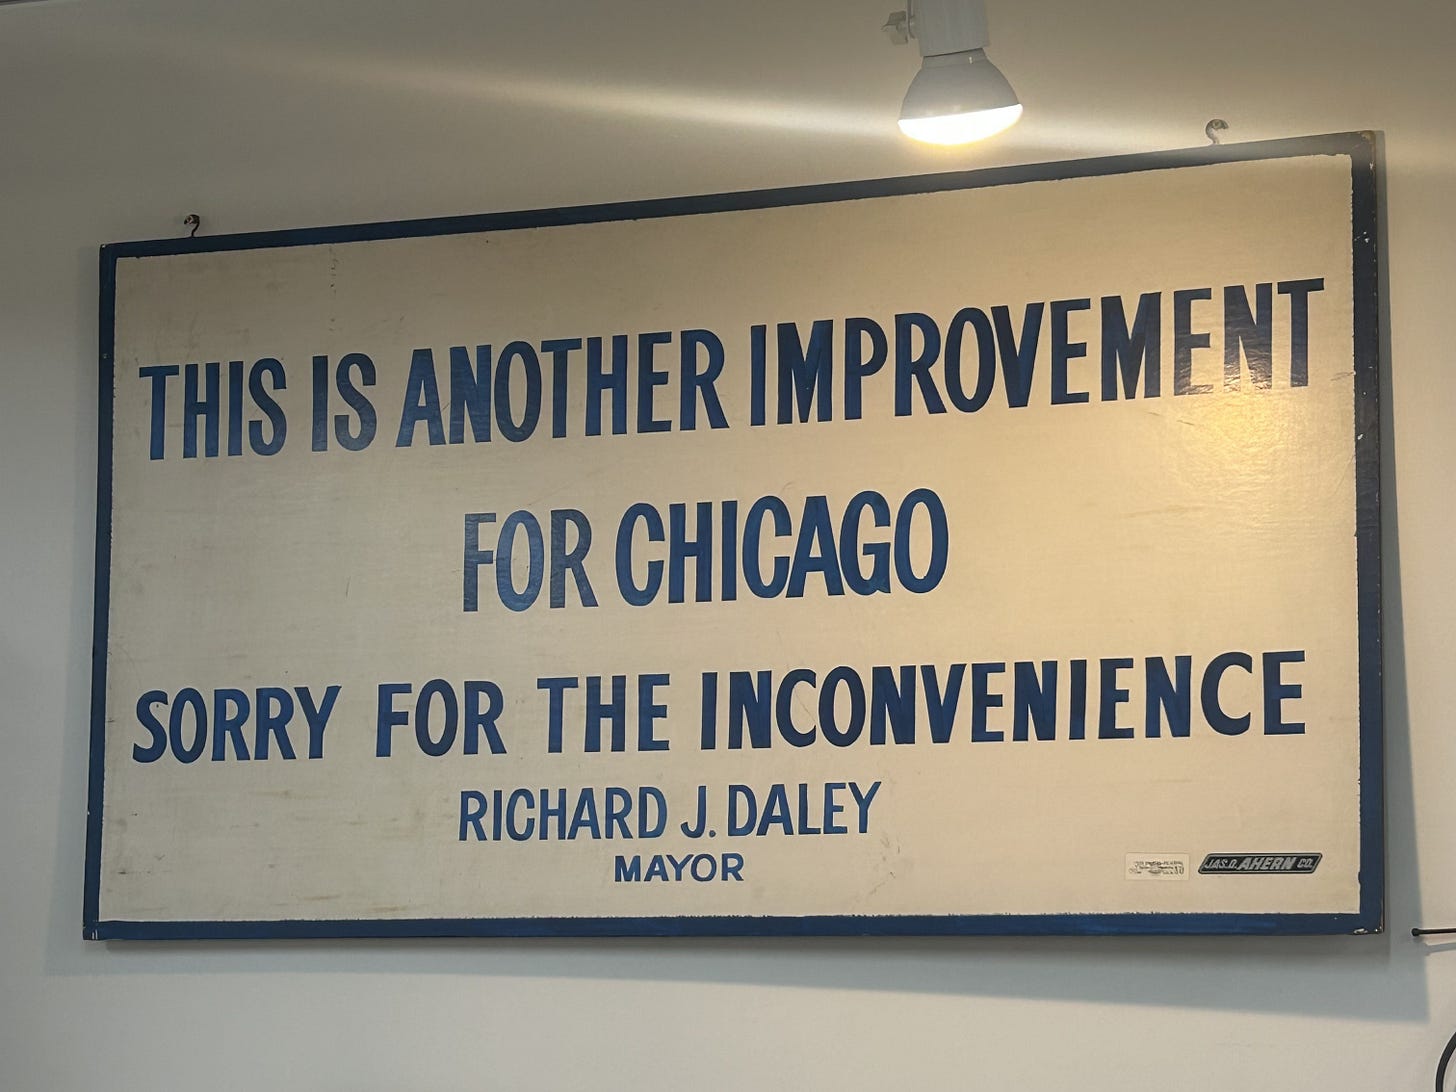 THIS IS ANOTHER IMPROVEMENT
FOR CHICAGO
SORRY FOR THE INCONVENIENCE
RICHARD J. DALEY
MAYOR
JAS. D. AHERN CO.